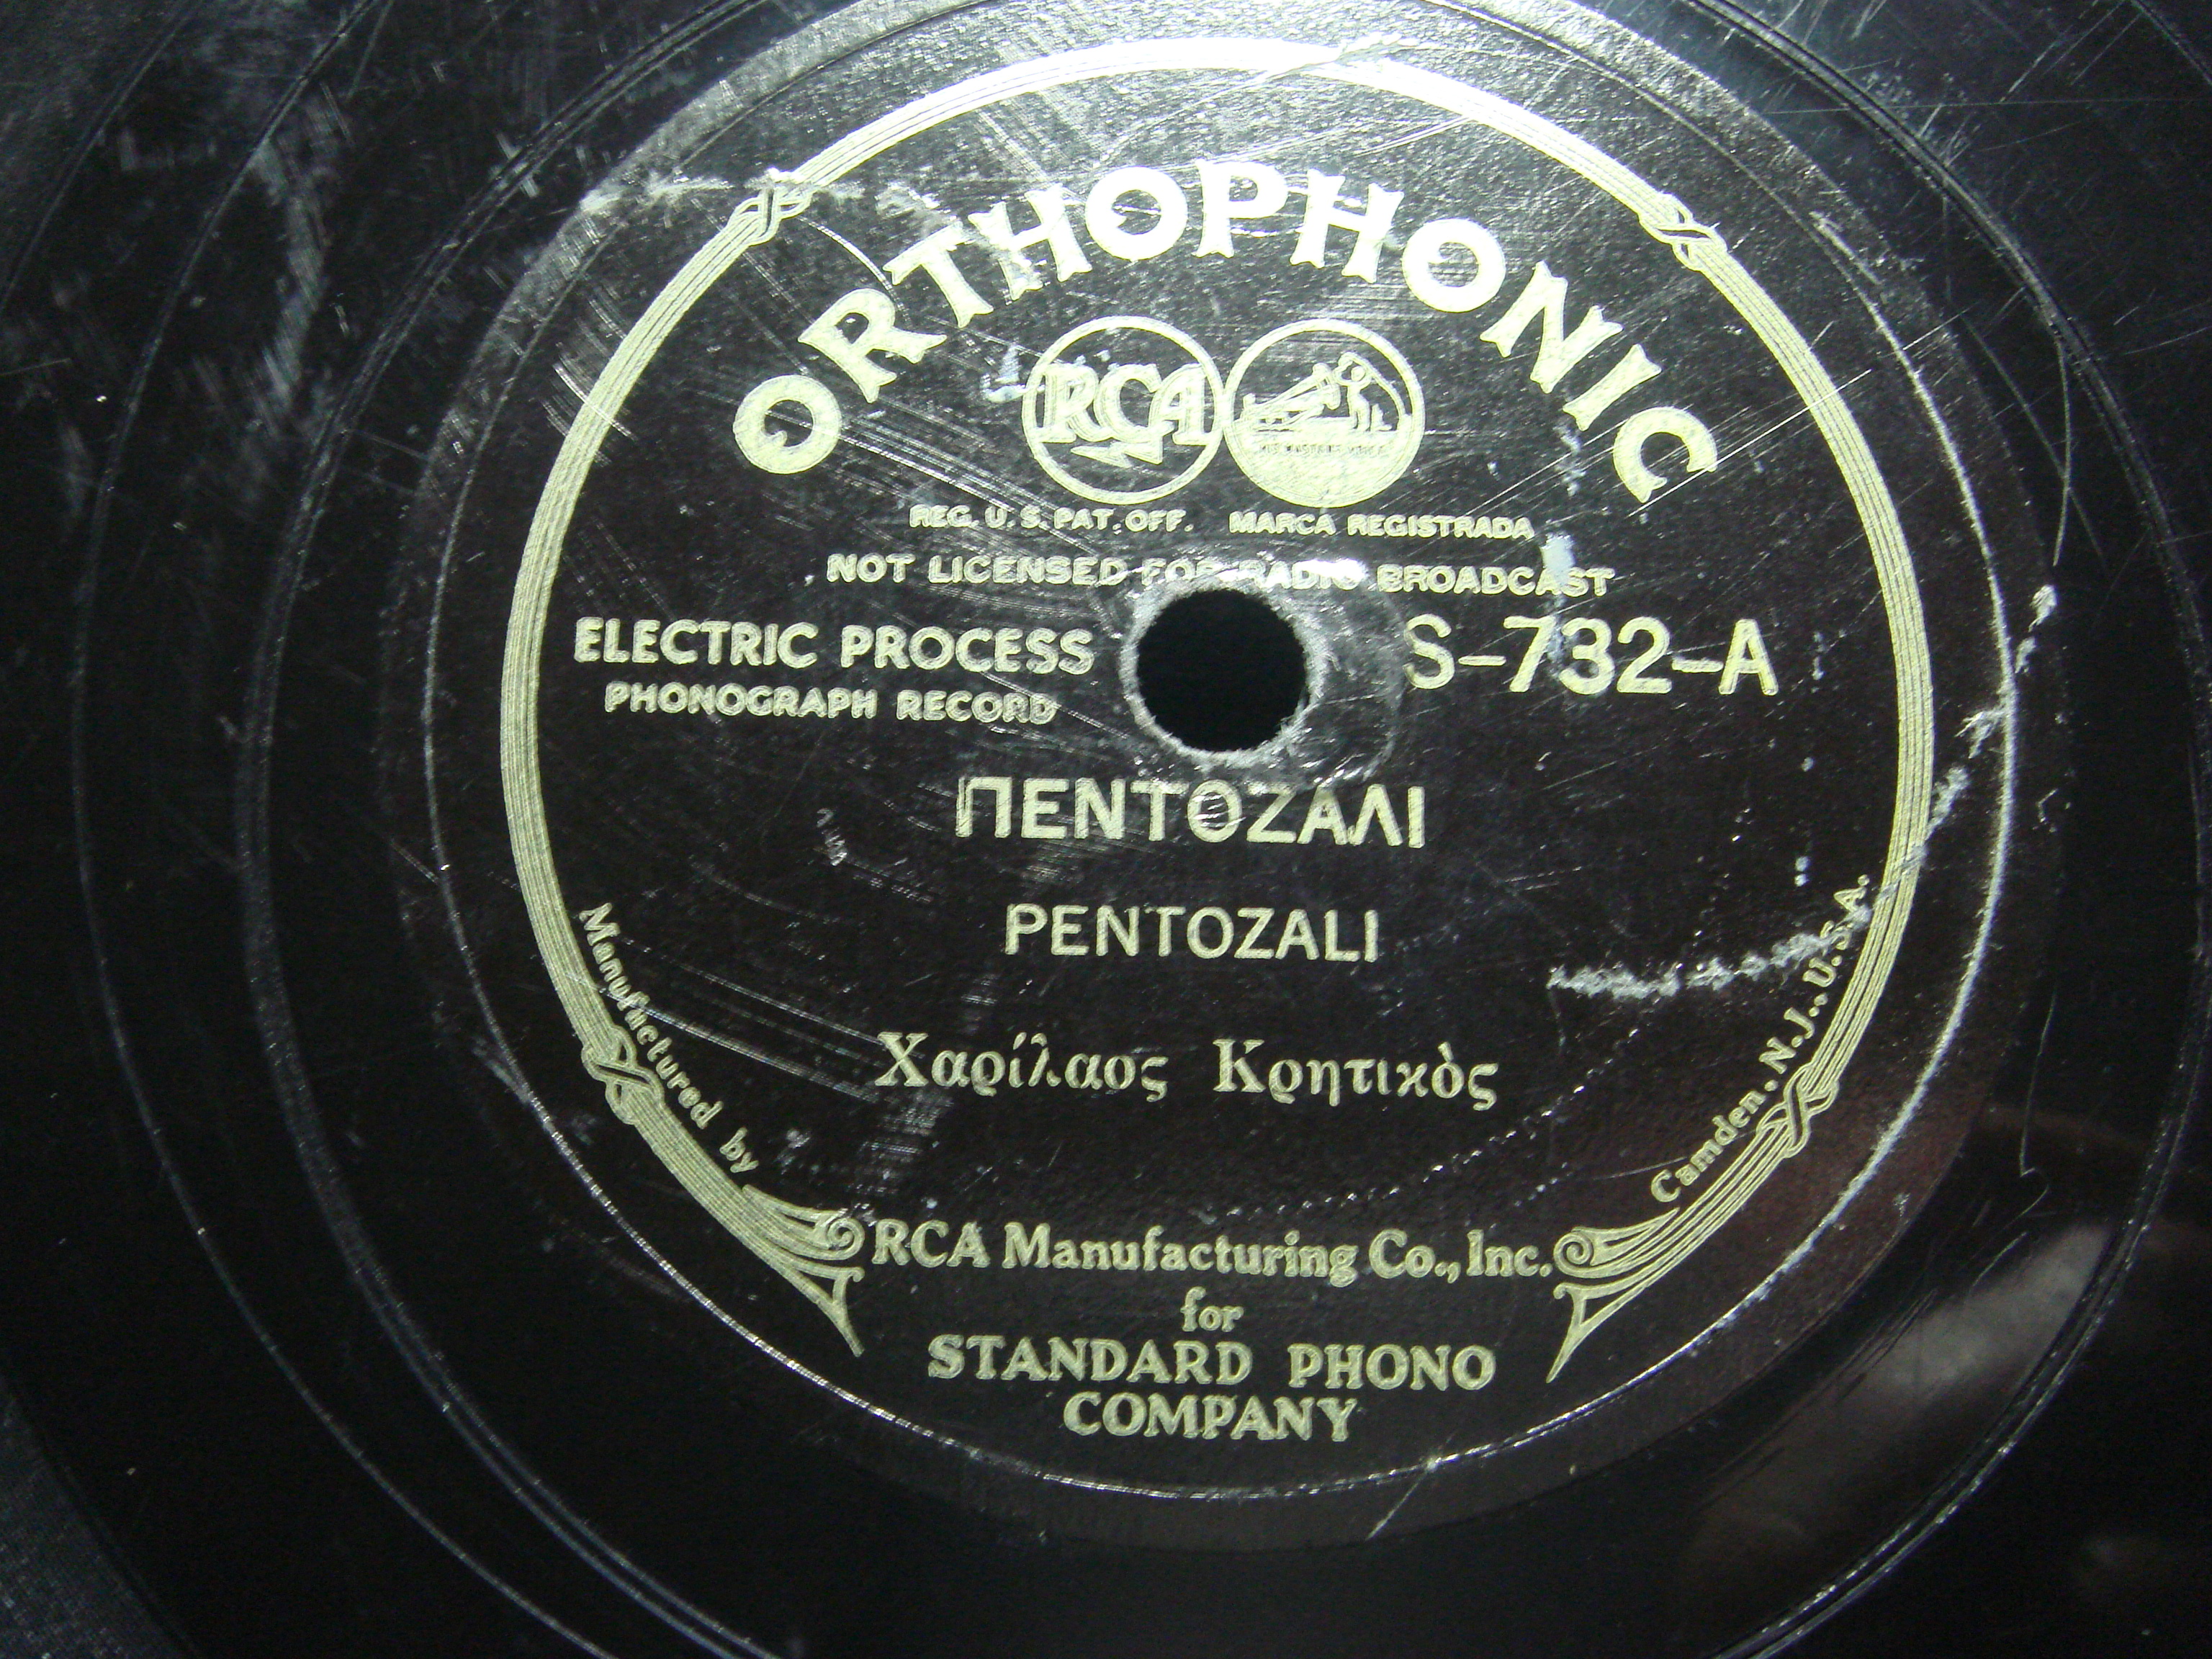 ORTHOPHONIC
RCA
REG. U. S. PAT. OFF. MARCA REGISTRADA
NOT LICENSED FOR RADIO BROADCAST
ELECTRIC PROCESS
PHONOGRAPH RECORD
S-732-A
ΠΕΝΤΟΖΑΛΙ
PENTOZALI
Χαρίλαος Κρητικὸς
Manufactured by
RCA Manufacturing Co., Inc.
Camden, N.J., U.S.A.
for
STANDARD PHONO
COMPANY